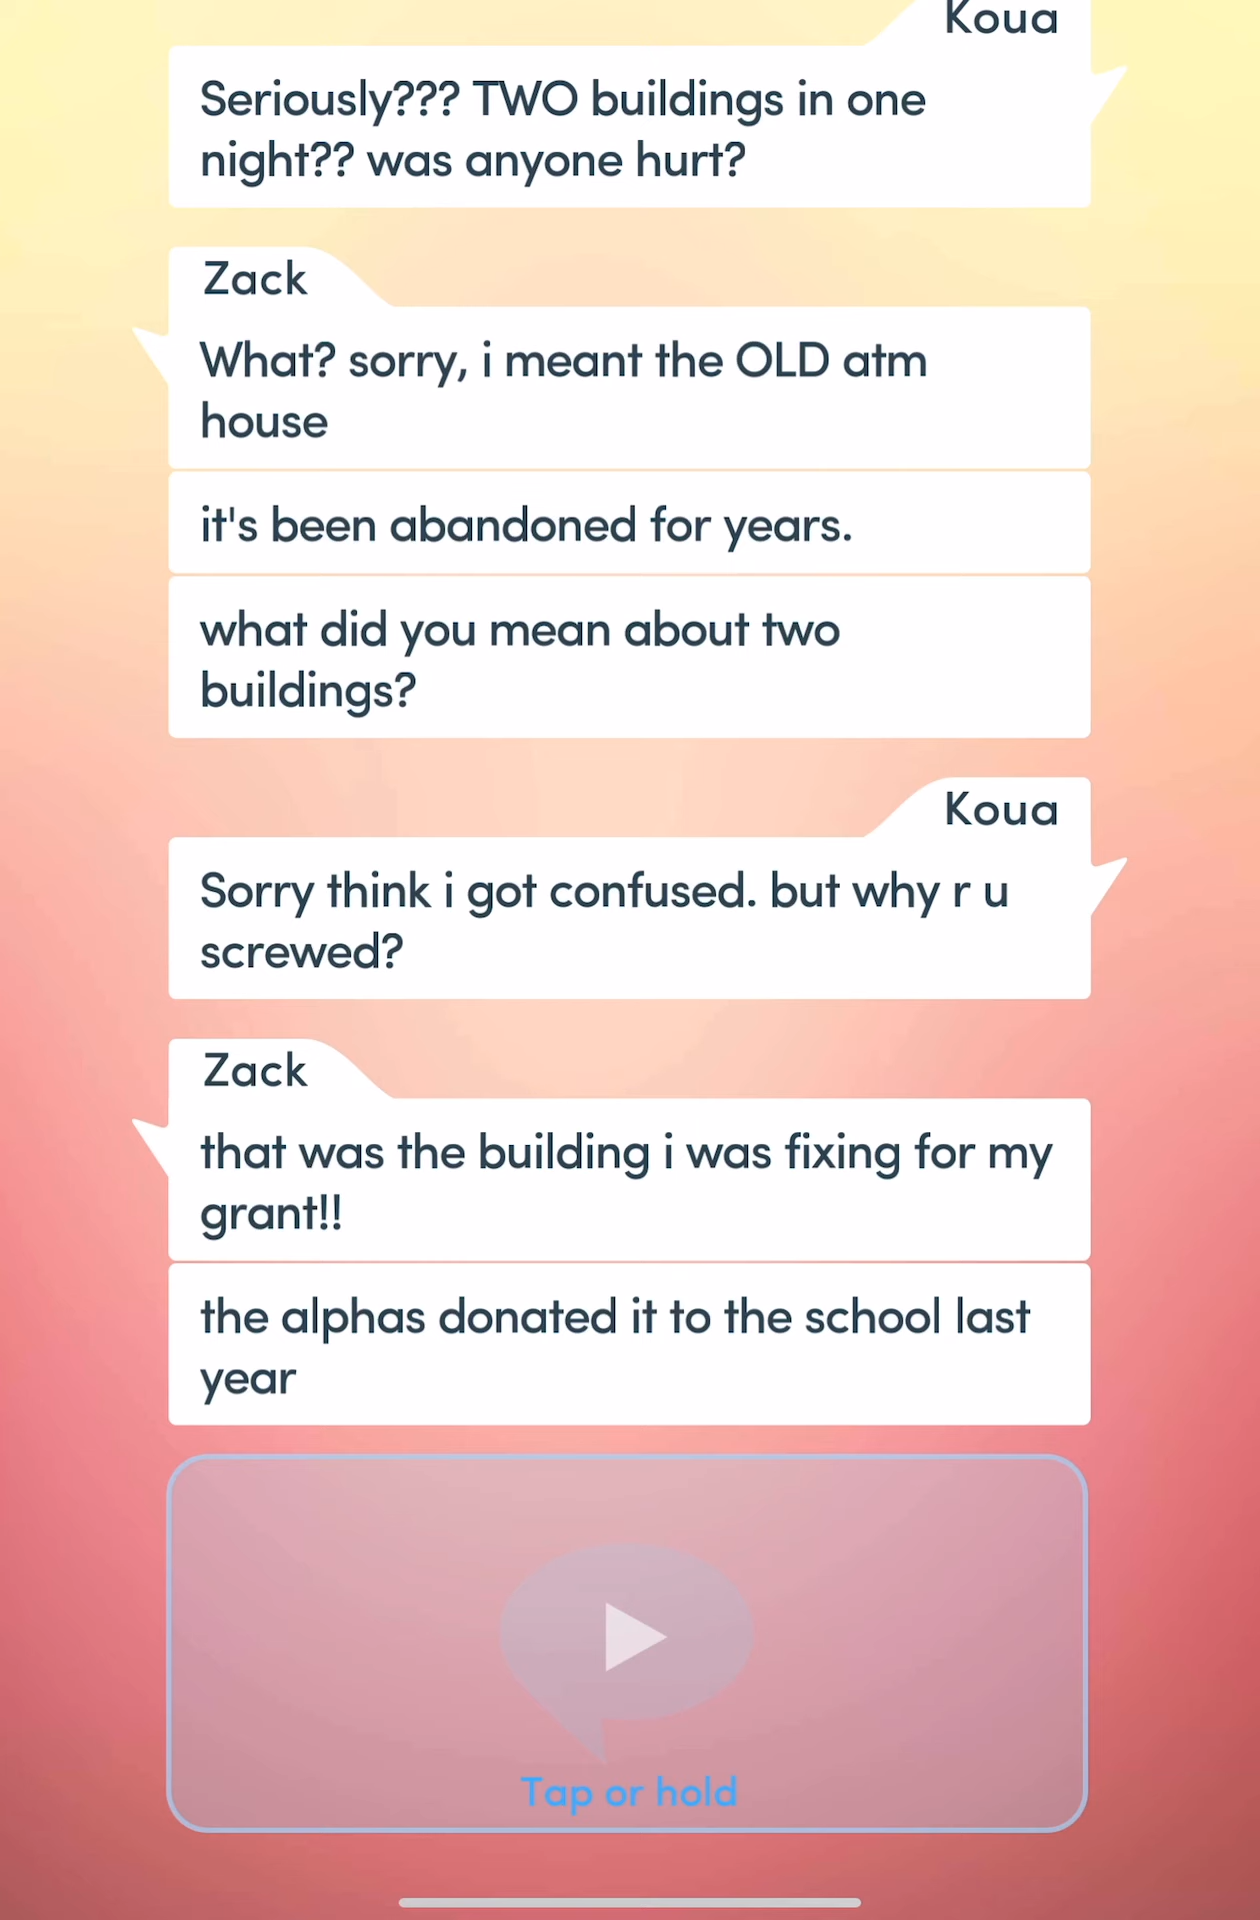 Koua
Seriously??? TWO buildings in one
night?? was anyone hurt?
Zack
What? sorry, i meant the OLD atm
house
it's been abandoned for years.
what did you mean about two
buildings?
Koua
Sorry think i got confused. but why r u
screwed?
Zack
that was the building i was fixing for my
grant!!
the alphas donated it to the school last
year
Tap or hold